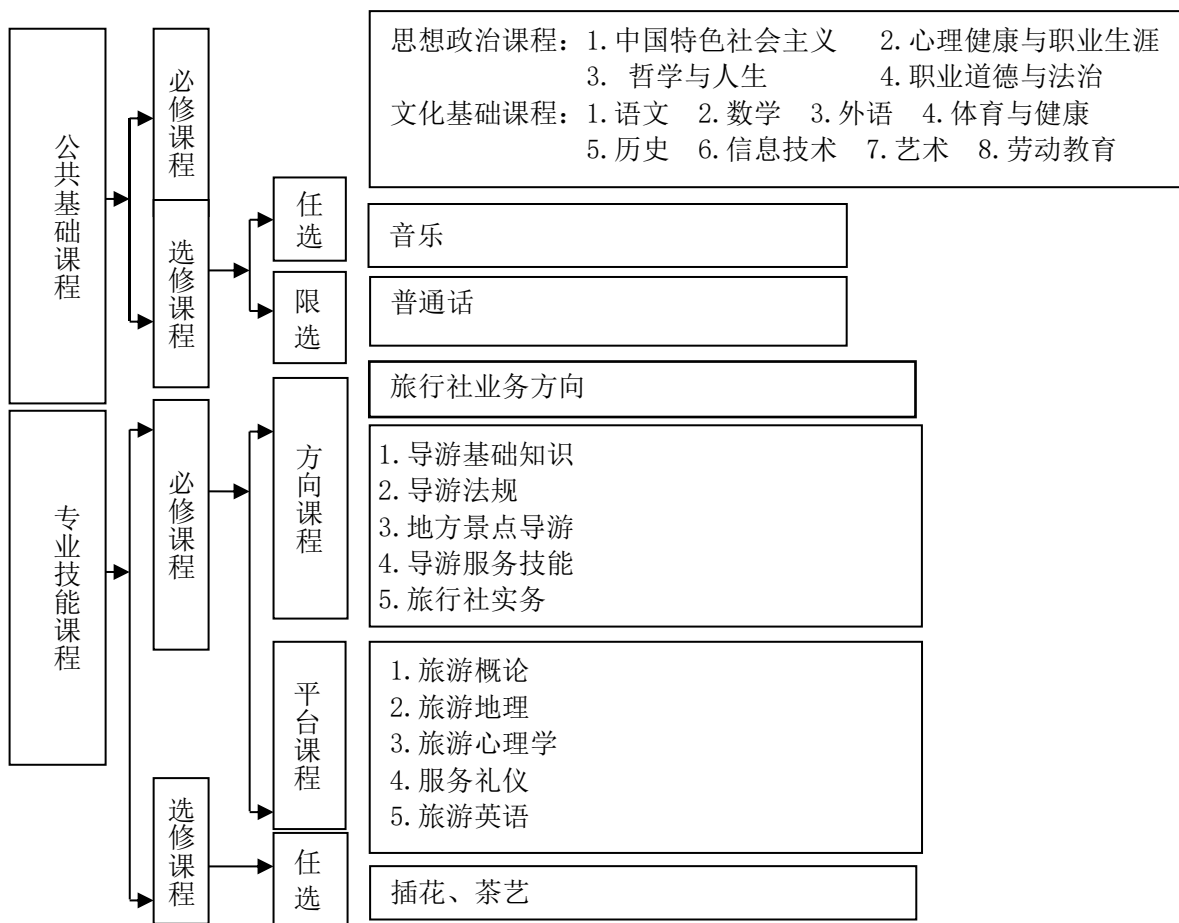 公共基础课程
必修课程
思想政治课程：1.中国特色社会主义 2.心理健康与职业生涯
3. 哲学与人生 4.职业道德与法治
文化基础课程：1.语文 2.数学 3.外语 4.体育与健康
5.历史 6.信息技术 7.艺术 8.劳动教育
选修课程
任选
音乐
限选
普通话
专业技能课程
必修课程
方向课程
旅行社业务方向
1.导游基础知识
2.导游法规
3.地方景点导游
4.导游服务技能
5.旅行社实务
平台课程
1.旅游概论
2.旅游地理
3.旅游心理学
4.服务礼仪
5.旅游英语
选修课程
任选
插花、茶艺